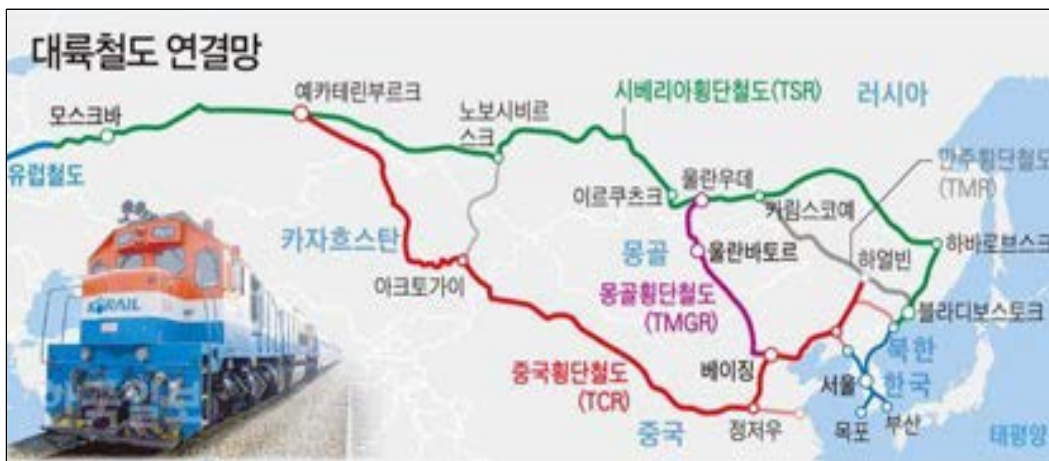 대륙철도 연결망
모스크바
예카테린부르크
노보시비르
스크
시베리아횡단철도(TSR)
러시아
유럽철도
이르쿠츠크
울란우데
만주횡단철도
(TMR)
카림스코예
카자흐스탄
몽골
울란바토르
하얼빈
하바로브스크
아크토가이
몽골횡단철도
(TMGR)
블라디보스토크
KORAIL
중국횡단철도
(TCR)
베이징
북한
서울
한국
중국
정저우
목포
부산
태평양